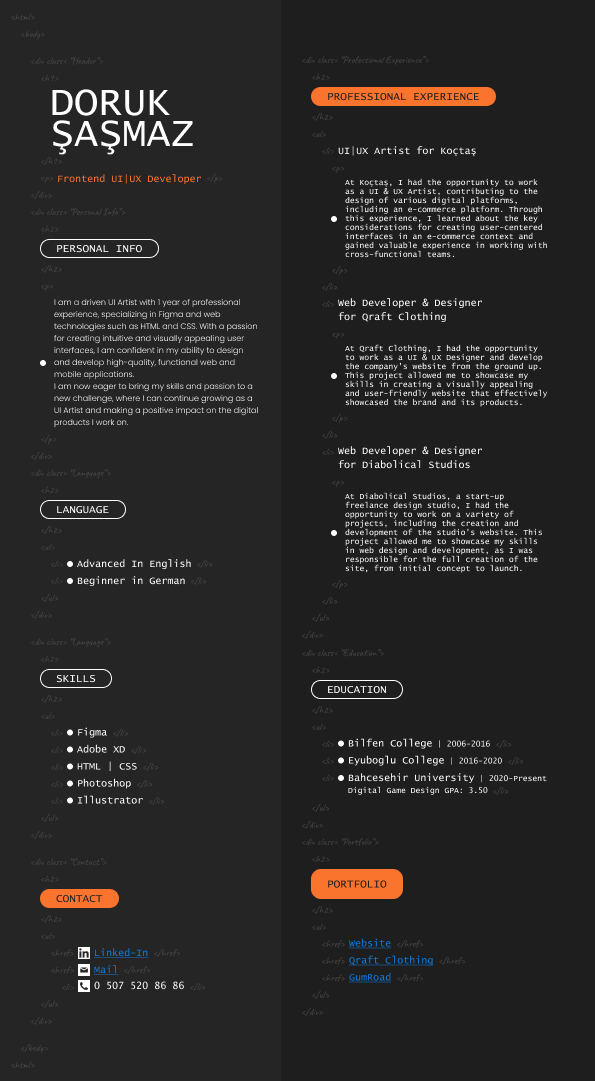 <html>
<body>
<div class= "Header">
<h1>
DORUK
ŞAŞMAZ
</h1>
<p> Frontend UI|UX Developer </p>
</div>
<div class= "Personal Info">
<h2>
PERSONAL INFO
</h2>
<p>
I am a driven UI Artist with 1 year of professional
experience, specializing in Figma and web
technologies such as HTML and CSS. With a passion
for creating intuitive and visually appealing user
interfaces, I am confident in my ability to design
and develop high-quality, functional web and
mobile applications.
I am now eager to bring my skills and passion to a
new challenge, where I can continue growing as a
UI Artist and making a positive impact on the digital
products I work on.
</p>
</div>
<div class= "Language">
<h2>
LANGUAGE
</h2>
<ul>
<li> Advanced In English </li>
<li> Beginner in German </li>
</ul>
</div>
<div class= "Language">
<h2>
SKILLS
</h2>
<ul>
<li> Figma </li>
<li> Adobe XD </li>
<li> HTML | CSS </li>
<li> Photoshop </li>
<li> Illustrator </li>
</ul>
</div>
<div class= "Contact">
<h2>
CONTACT
</h2>
<ul>
<href> Linked-In </href>
<href> Mail </href>
<li> 0 507 520 86 86 </li>
</ul>
</div>
</body>
<html>
<div class= "Professional Experience">
<h2>
PROFESSIONAL EXPERIENCE
</h2>
<ul>
<li> UI|UX Artist for Koçtaş
<p>
At Koçtaş, I had the opportunity to work
as a UI & UX Artist, contributing to the
design of various digital platforms,
including an e-commerce platform. Through
this experience, I learned about the key
considerations for creating user-centered
interfaces in an e-commerce context and
gained valuable experience in working with
cross-functional teams.
</p>
</li>
<li> Web Developer & Designer
for Qraft Clothing
<p>
At Qraft Clothing, I had the opportunity
to work as a UI & UX Designer and develop
the company's website from the ground up.
This project allowed me to showcase my
skills in creating a visually appealing
and user-friendly website that effectively
showcased the brand and its products.
</p>
</li>
<li> Web Developer & Designer
for Diabolical Studios
<p>
At Diabolical Studios, a start-up
freelance design studio, I had the
opportunity to work on a variety of
projects, including the creation and
development of the studio's website. This
project allowed me to showcase my skills
in web design and development, as I was
responsible for the full creation of the
site, from initial concept to launch.
</p>
</li>
</ul>
</div>
<div class= "Education">
<h2>
EDUCATION
</h2>
<ul>
<li> Bilfen College | 2006-2016 </li>
<li> Eyuboglu College | 2016-2020 </li>
<li> Bahcesehir University | 2020-Present
Digital Game Design GPA: 3.50 </li>
</ul>
</div>
<div class= "Portfolio">
<h2>
PORTFOLIO
</h2>
<ul>
<href> Website </href>
<href> Qraft Clothing </href>
<href> GumRoad </href>
</ul>
</div>